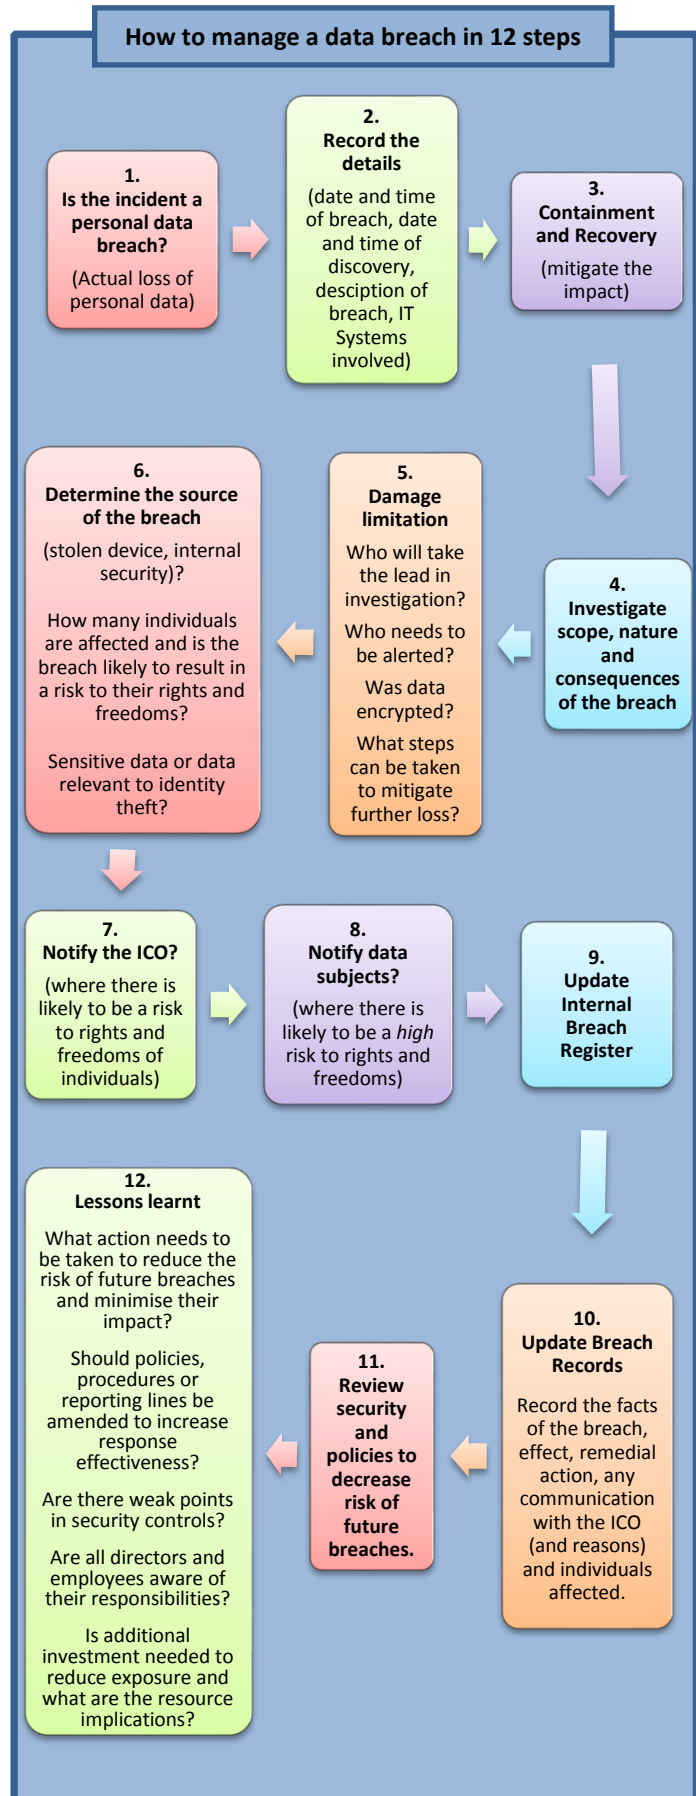 How to manage a data breach in 12 steps
1.
Is the incident a
personal data
breach?
(Actual loss of
personal data)
2.
Record the
details
(date and time
of breach, date
and time of
discovery,
desciption of
breach, IT
Systems
involved)
3.
Containment
and Recovery
(mitigate the
impact)
4.
Investigate
scope, nature
and
consequences
of the breach
5.
Damage
limitation
Who will take
the lead in
investigation?
Who needs to
be alerted?
Was data
encrypted?
What steps
can be taken
to mitigate
further loss?
6.
Determine the source
of the breach
(stolen device, internal
security)?
How many individuals
are affected and is the
breach likely to result in
a risk to their rights and
freedoms?
Sensitive data or data
relevant to identity
theft?
7.
Notify the ICO?
(where there is
likely to be a risk
to rights and
freedoms of
individuals)
8.
Notify data
subjects?
(where there is
likely to be a high
risk to rights and
freedoms)
9.
Update
Internal
Breach
Register
10.
Update Breach
Records
Record the facts
of the breach,
effect, remedial
action, any
communication
with the ICO
(and reasons)
and individuals
affected.
11.
Review
security
and
policies to
decrease
risk of
future
breaches.
12.
Lessons learnt
What action needs to
be taken to reduce the
risk of future breaches
and minimise their
impact?
Should policies,
procedures or
reporting lines be
amended to increase
response
effectiveness?
Are there weak points
in security controls?
Are all directors and
employees aware of
their responsibilities?
Is additional
investment needed to
reduce exposure and
what are the resource
implications?